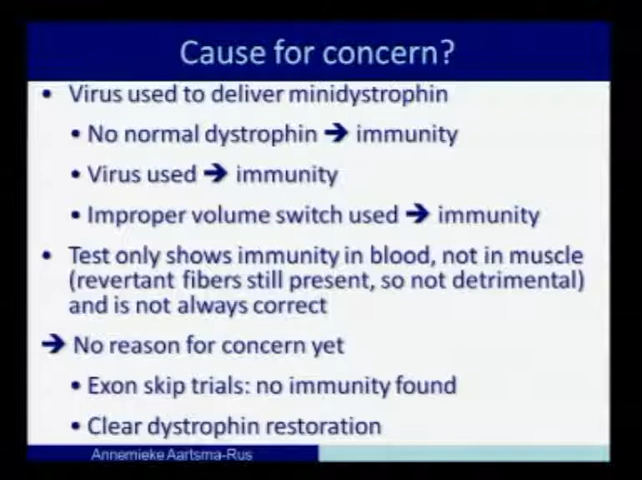 Cause for concern?
• Virus used to deliver minidystrophin
• No normal dystrophin ➔ immunity
• Virus used ➔ immunity
• Improper volume switch used ➔ immunity
• Test only shows immunity in blood, not in muscle
(revertant fibers still present, so not detrimental)
and is not always correct
➔ No reason for concern yet
• Exon skip trials: no immunity found
• Clear dystrophin restoration
Annemieke Aartsma-Rus